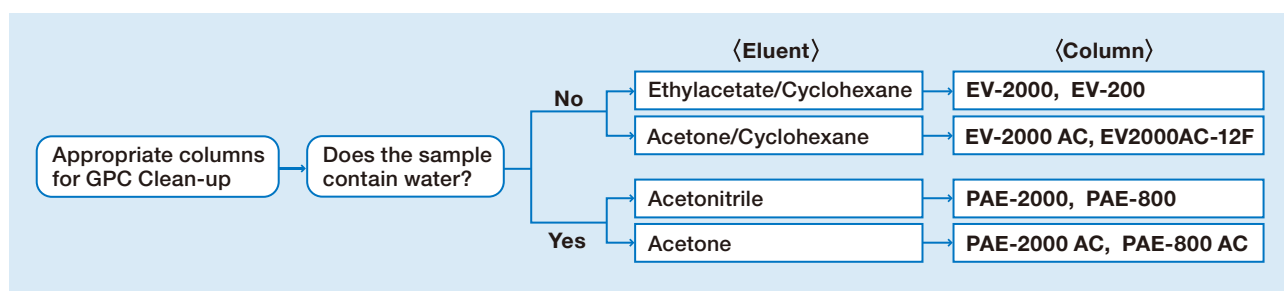 〈Eluent〉 〈Column〉
No
Ethylacetate/Cyclohexane
EV-2000, EV-200
Acetone/Cyclohexane
EV-2000 AC, EV2000AC-12F
Appropriate columns
for GPC Clean-up
Does the sample
contain water?
Yes
Acetonitrile
PAE-2000, PAE-800
Acetone
PAE-2000 AC, PAE-800 AC